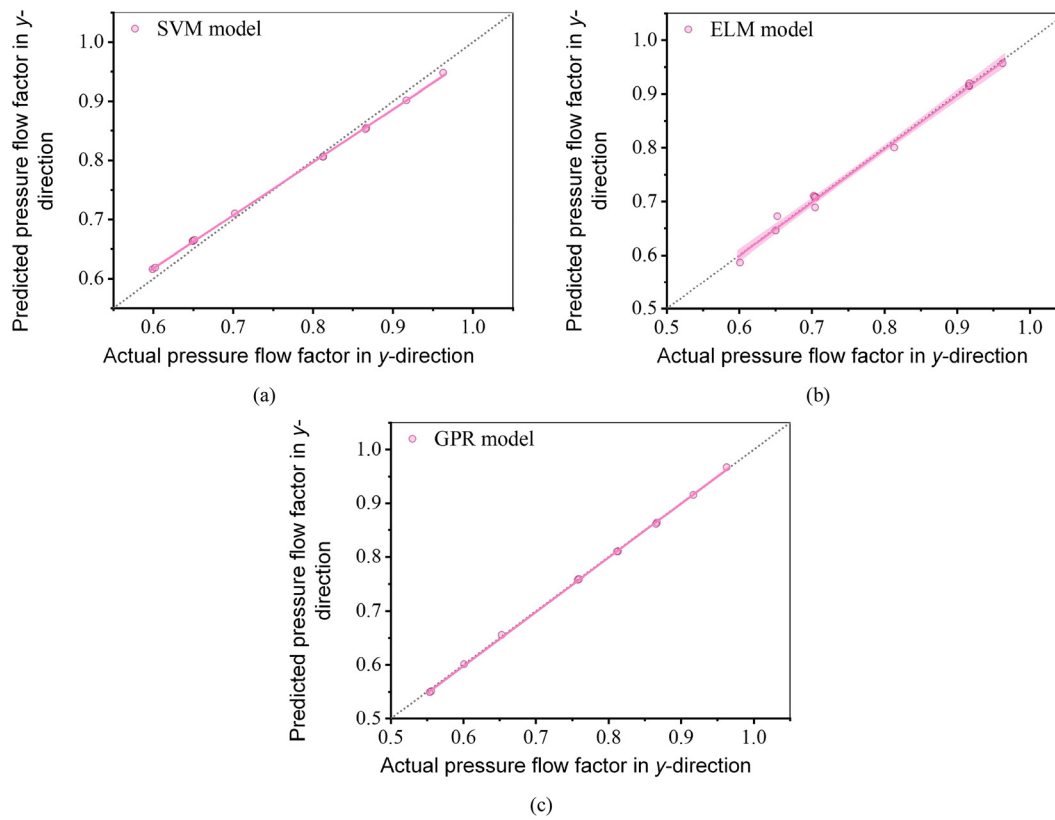 SVM model
1.0
0.9
0.8
0.7
0.6
0.6
0.7
0.8
0.9
1.0
Predicted pressure flow factor in y-
direction
Actual pressure flow factor in y-direction
(a)
ELM model
1.0
0.9
0.8
0.7
0.6
0.5
0.5
0.6
0.7
0.8
0.9
1.0
Predicted pressure flow factor in y-
direction
Actual pressure flow factor in y-direction
(b)
GPR model
1.0
0.9
0.8
0.7
0.6
0.5
0.5
0.6
0.7
0.8
0.9
1.0
Predicted pressure flow factor in y-
direction
Actual pressure flow factor in y-direction
(c)